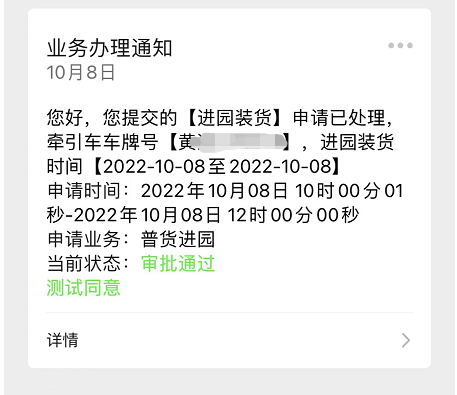 业务办理通知
10月8日
您好，您提交的【进园装货】申请已处理，
牵引车车牌号【黄】，进园装货
时间【2022-10-08至2022-10-08】
申请时间：2022年10月08日 10时00分01
秒-2022年10月08日 12时00分00秒
申请业务：普货进园
当前状态：审批通过
测试同意
详情